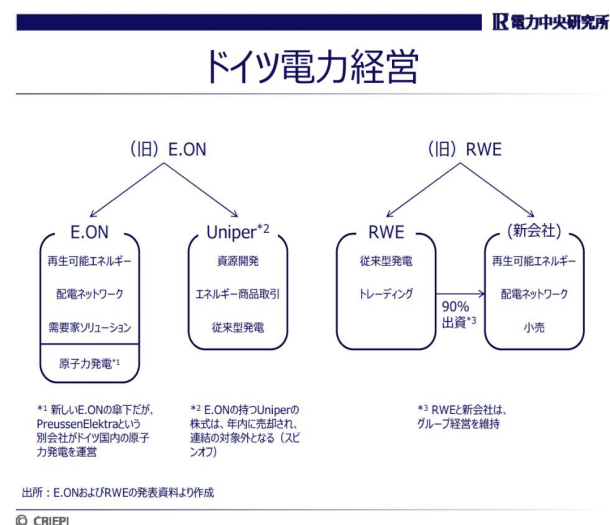 電力中央研究所
ドイツ電力経営
（旧）E.ON
（旧）RWE
E.ON
再生可能エネルギー
配電ネットワーク
需要家ソリューション
原子力発電*1
Uniper*2
資源開発
エネルギー商品取引
従来型発電
RWE
従来型発電
トレーディング
90%
出資*3
(新会社)
再生可能エネルギー
配電ネットワーク
小売
*1 新しいE.ONの傘下だが、
PreussenElektraという
別会社がドイツ国内の原子
力発電を運営
*2 E.ONの持つUniperの
株式は、年内に売却され、
連結の対象外となる（スピ
ンオフ）
*3 RWEと新会社は、
グループ経営を維持
出所：E.ONおよびRWEの発表資料より作成
© CRIEPI